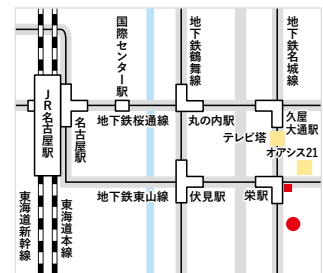 国際センター駅
地下鉄鶴舞線
地下鉄名城線
JR名古屋駅
名古屋駅
地下鉄桜通線
丸の内駅
久屋
大通駅
テレビ塔
オアシス21
地下鉄東山線
伏見駅
栄駅
東海道新幹線
東海道本線